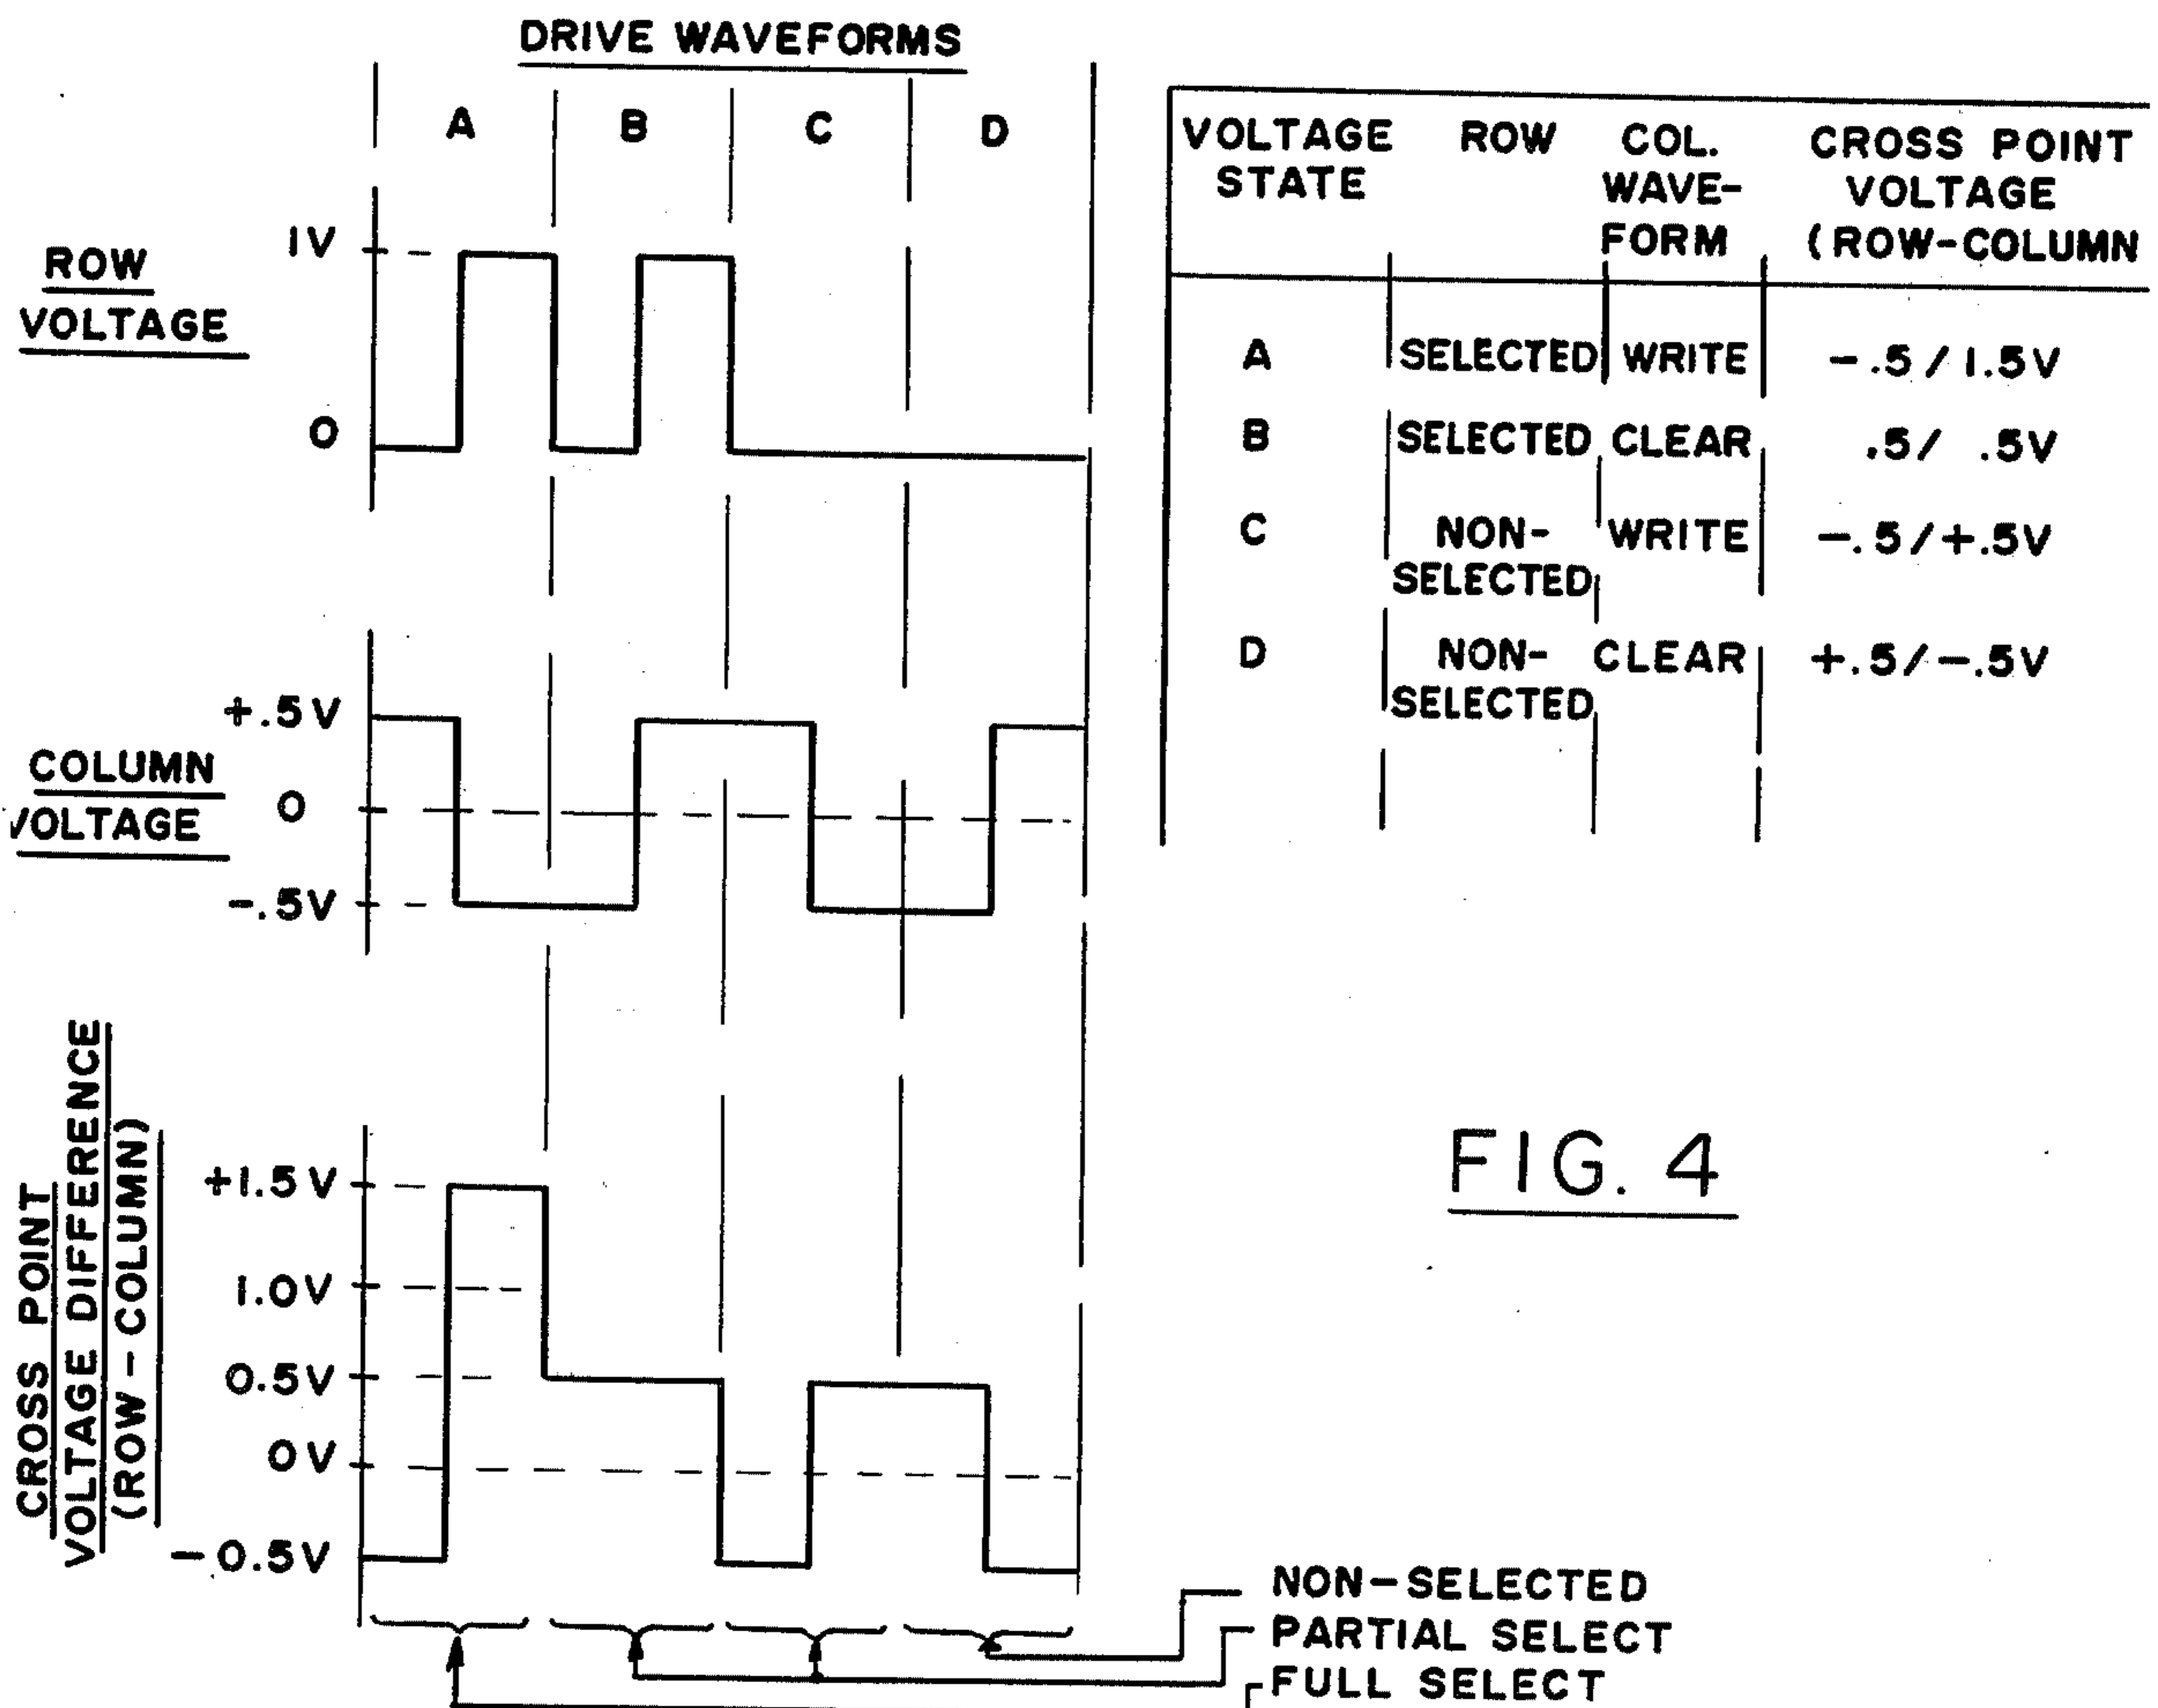 DRIVE WAVEFORMS
A B C D
ROW
VOLTAGE
1V
0
COLUMN
VOLTAGE
+.5V
0
-.5V
CROSS POINT
VOLTAGE DIFFERENCE
(ROW-COLUMN)
+1.5V
1.0V
0.5V
0V
-0.5V
NON-SELECTED
PARTIAL SELECT
FULL SELECT
VOLTAGE ROW COL. CROSS POINT
STATE WAVE- VOLTAGE
FORM (ROW-COLUMN
A SELECTED WRITE -.5/1.5V
B SELECTED CLEAR .5/ .5V
C NON- WRITE -.5/+.5V
SELECTED
D NON- CLEAR +.5/-.5V
SELECTED
FIG. 4